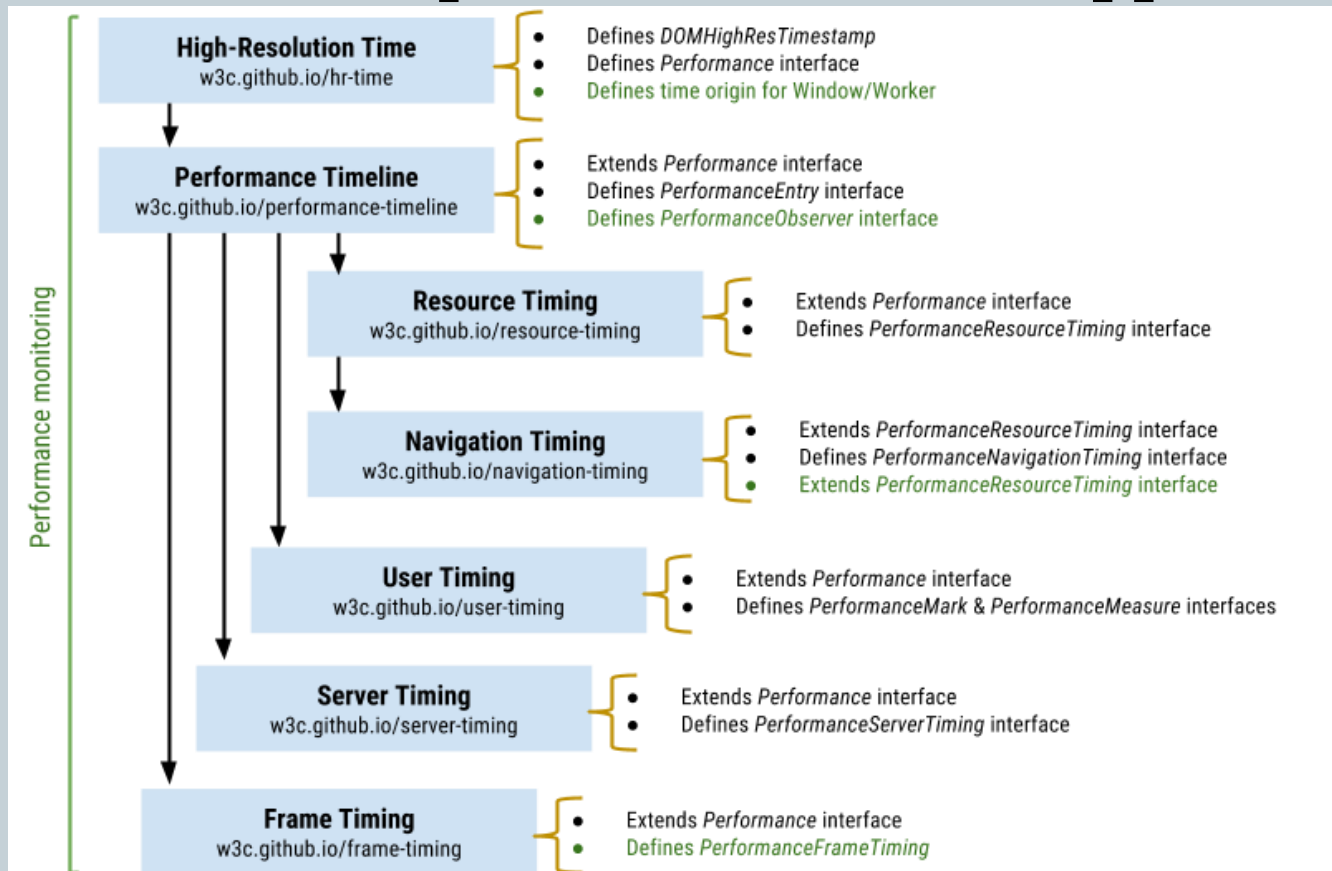 High-Resolution Time
w3c.github.io/hr-time
Defines DOMHighResTimestamp
Defines Performance interface
Defines time origin for Window/Worker
Performance Timeline
w3c.github.io/performance-timeline
Extends Performance interface
Defines PerformanceEntry interface
Defines PerformanceObserver interface
Resource Timing
w3c.github.io/resource-timing
Extends Performance interface
Defines PerformanceResourceTiming interface
Navigation Timing
w3c.github.io/navigation-timing
Extends PerformanceResourceTiming interface
Defines PerformanceNavigationTiming interface
Extends PerformanceResourceTiming interface
User Timing
w3c.github.io/user-timing
Extends Performance interface
Defines PerformanceMark & PerformanceMeasure interfaces
Server Timing
w3c.github.io/server-timing
Extends Performance interface
Defines PerformanceServerTiming interface
Frame Timing
w3c.github.io/frame-timing
Extends Performance interface
Defines PerformanceFrameTiming
Performance monitoring